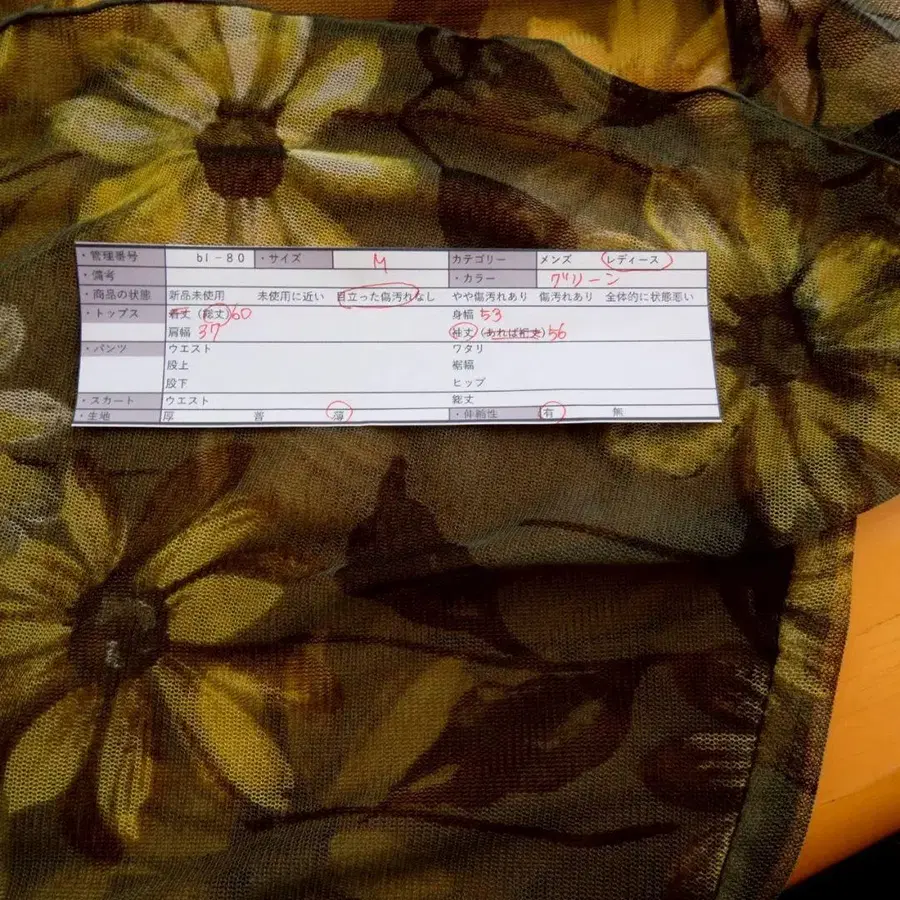 ・管理番号 bl-80 ・サイズ M カテゴリー メンズ レディース
・備考 ・カラー グリーン
・商品の状態 新品未使用 未使用に近い 目立った傷汚れなし やや傷汚れあり 傷汚れあり 全体的に状態悪い
・トップス 着丈 (総丈) 60 身幅 53
肩幅 37 袖丈 (あれば裄丈) 56
・パンツ ウエスト ワタリ
股上 裾幅
股下 ヒップ
・スカート ウエスト 総丈
・生地 厚 普 薄 ・伸縮性 有 無